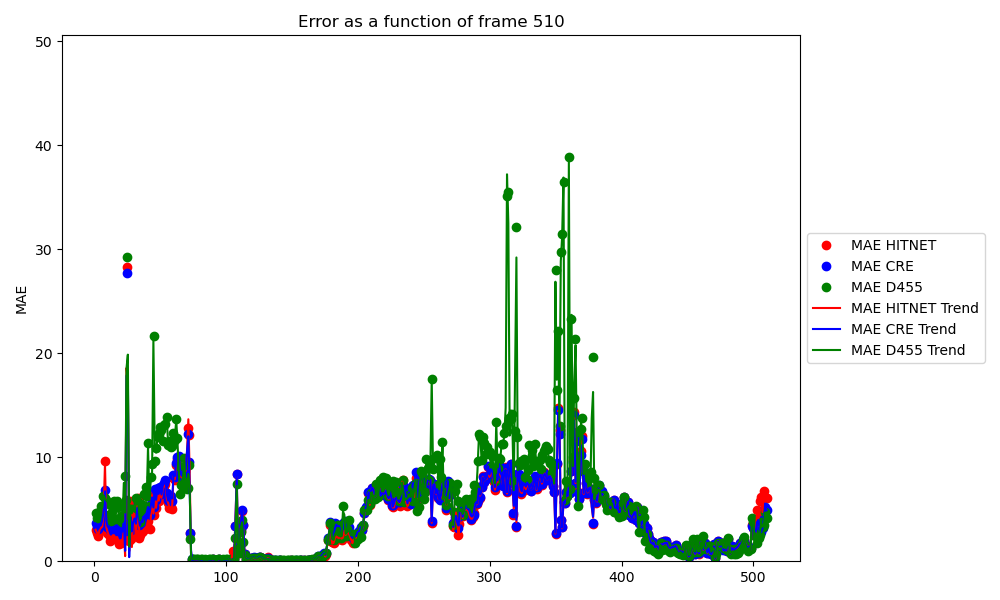 Error as a function of frame 510
50
40
30
20
10
0
MAE
0 100 200 300 400 500
MAE HITNET
MAE CRE
MAE D455
MAE HITNET Trend
MAE CRE Trend
MAE D455 Trend